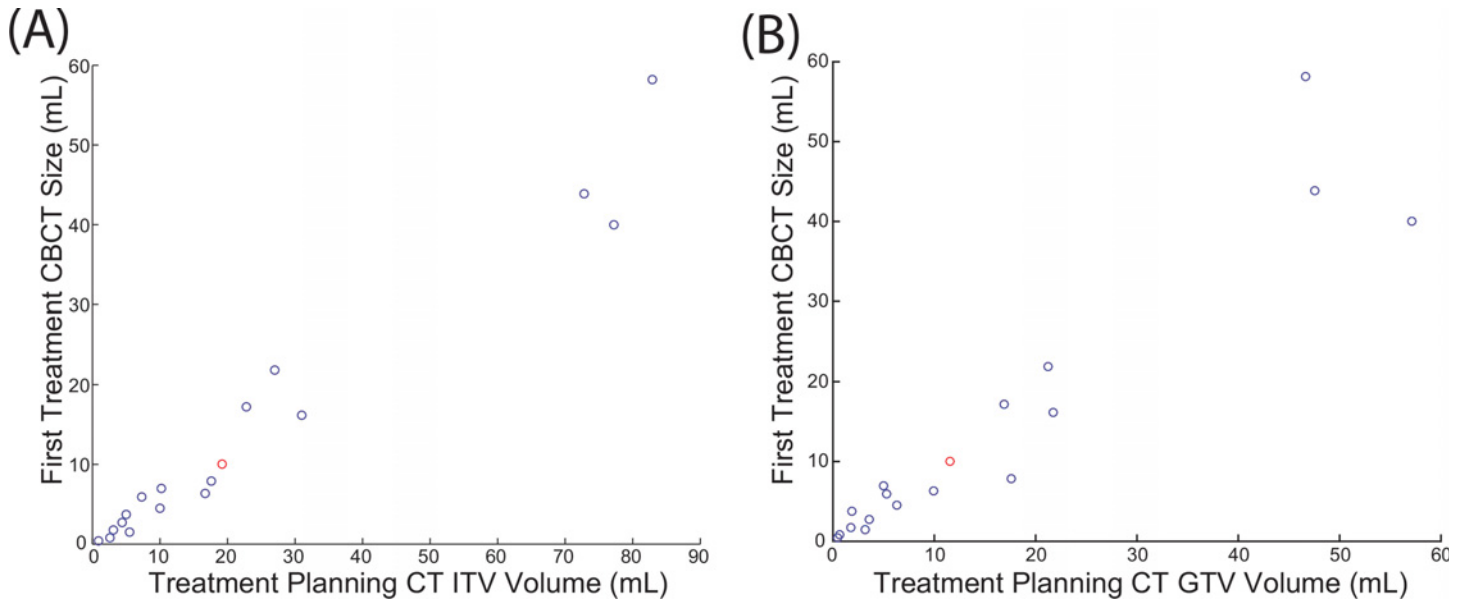 (A)
First Treatment CBCT Size (mL)
60
50
40
30
20
10
0
0 10 20 30 40 50 60 70 80 90
Treatment Planning CT ITV Volume (mL)
(B)
First Treatment CBCT Size (mL)
60
50
40
30
20
10
0
0 10 20 30 40 50 60
Treatment Planning CT GTV Volume (mL)